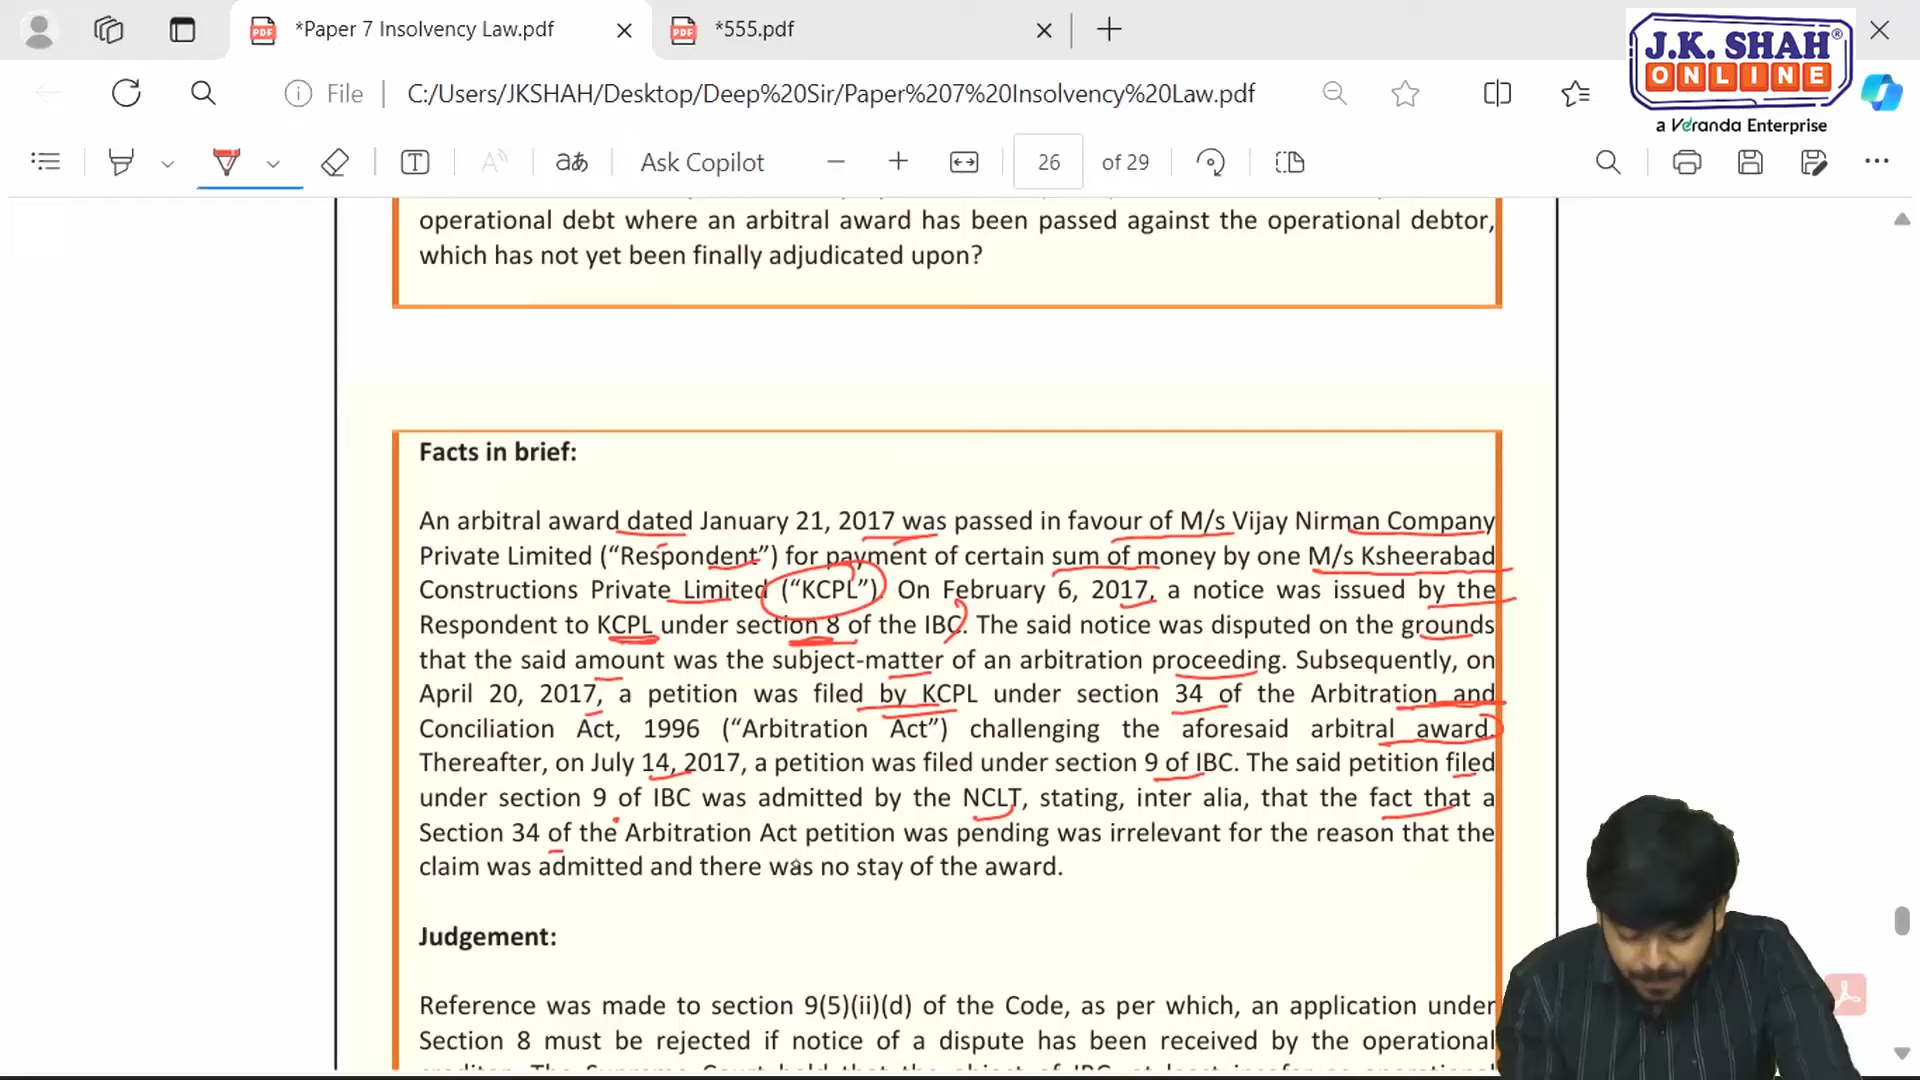 *Paper 7 Insolvency Law.pdf
*555.pdf
J.K. SHAH®
ONLINE
a Veranda Enterprise
File
C:/Users/JKSHAH/Desktop/Deep%20Sir/Paper%207%20Insolvency%20Law.pdf
Ask Copilot
26 of 29
operational debt where an arbitral award has been passed against the operational debtor,
which has not yet been finally adjudicated upon?
Facts in brief:
An arbitral award dated January 21, 2017 was passed in favour of M/s Vijay Nirman Company
Private Limited (“Respondent”) for payment of certain sum of money by one M/s Ksheerabad
Constructions Private Limited (“KCPL”). On February 6, 2017, a notice was issued by the
Respondent to KCPL under section 8 of the IBC. The said notice was disputed on the grounds
that the said amount was the subject-matter of an arbitration proceeding. Subsequently, on
April 20, 2017, a petition was filed by KCPL under section 34 of the Arbitration and
Conciliation Act, 1996 (“Arbitration Act”) challenging the aforesaid arbitral award.
Thereafter, on July 14, 2017, a petition was filed under section 9 of IBC. The said petition filed
under section 9 of IBC was admitted by the NCLT, stating, inter alia, that the fact that a
Section 34 of the Arbitration Act petition was pending was irrelevant for the reason that the
claim was admitted and there was no stay of the award.
Judgement:
Reference was made to section 9(5)(ii)(d) of the Code, as per which, an application under
Section 8 must be rejected if notice of a dispute has been received by the operational